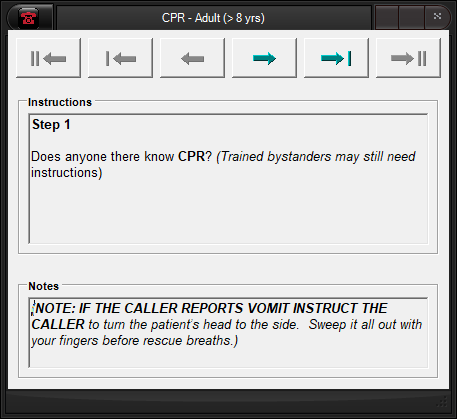 CPR - Adult (> 8 yrs)
Instructions
Step 1
Does anyone there know CPR? (Trained bystanders may still need
instructions)
Notes
(NOTE: IF THE CALLER REPORTS VOMIT INSTRUCT THE
CALLER to turn the patient's head to the side. Sweep it all out with
your fingers before rescue breaths.)